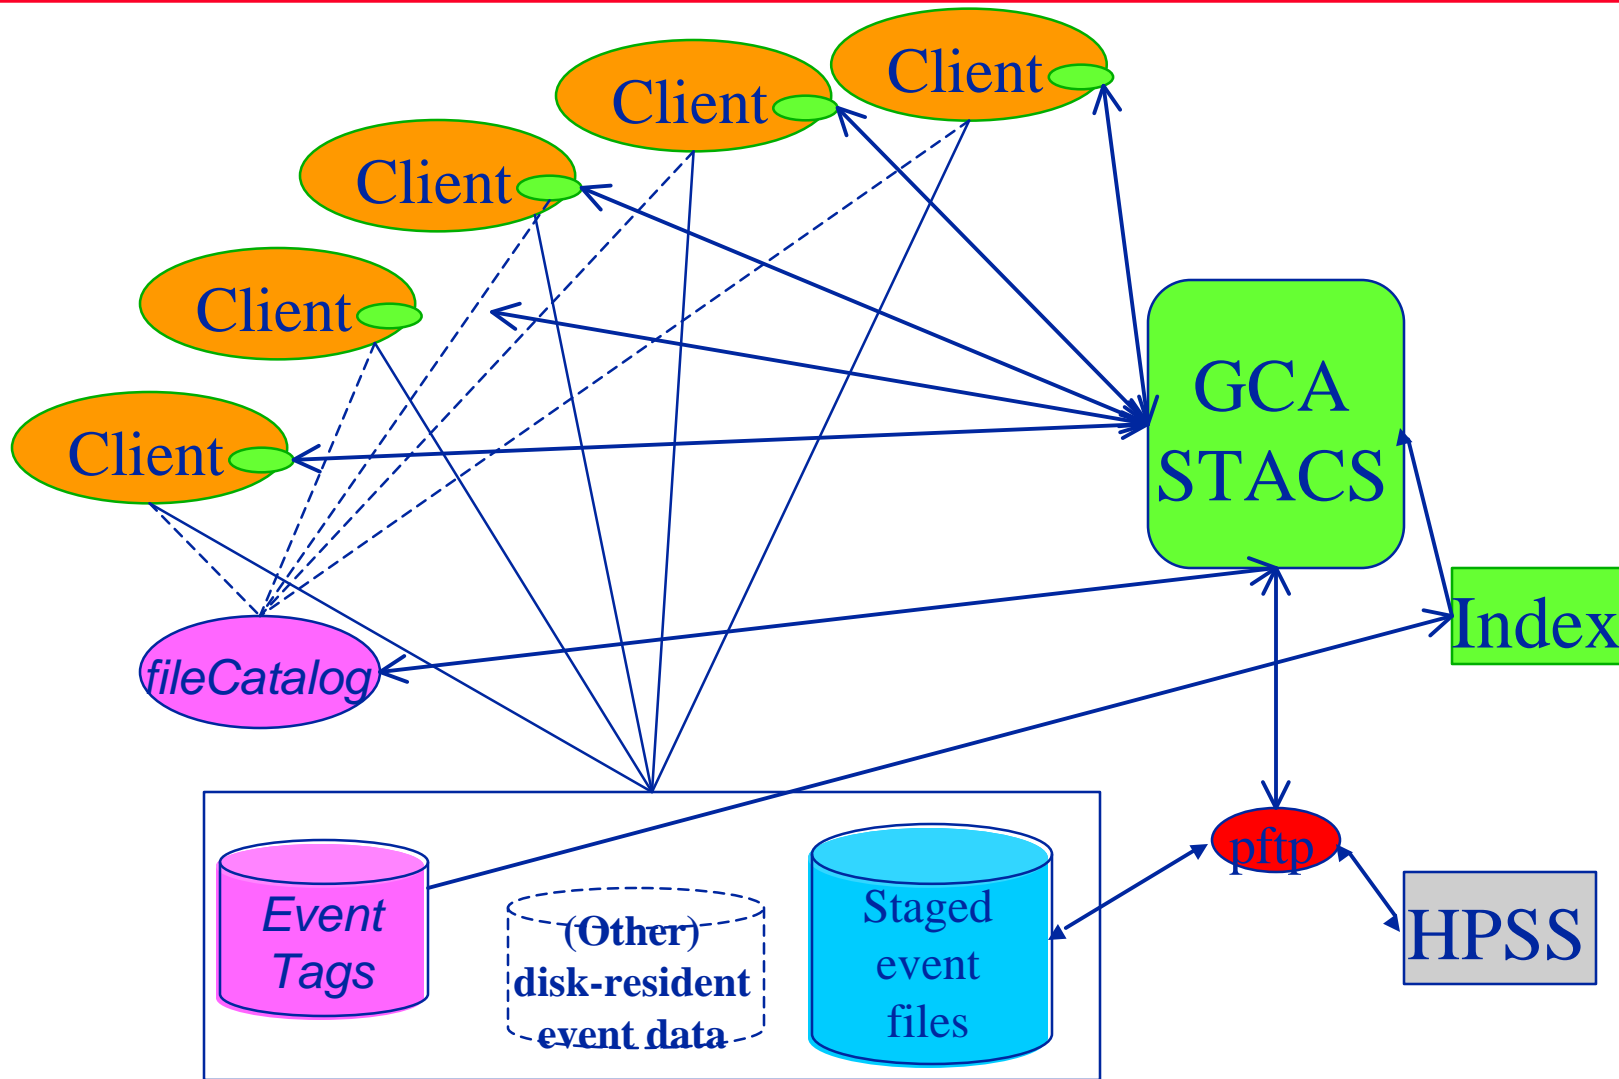 Client
Client
Client
Client
Client
GCA
STACS
Index
fileCatalog
pftp
HPSS
Event
Tags
(Other)
disk-resident
event data
Staged
event
files